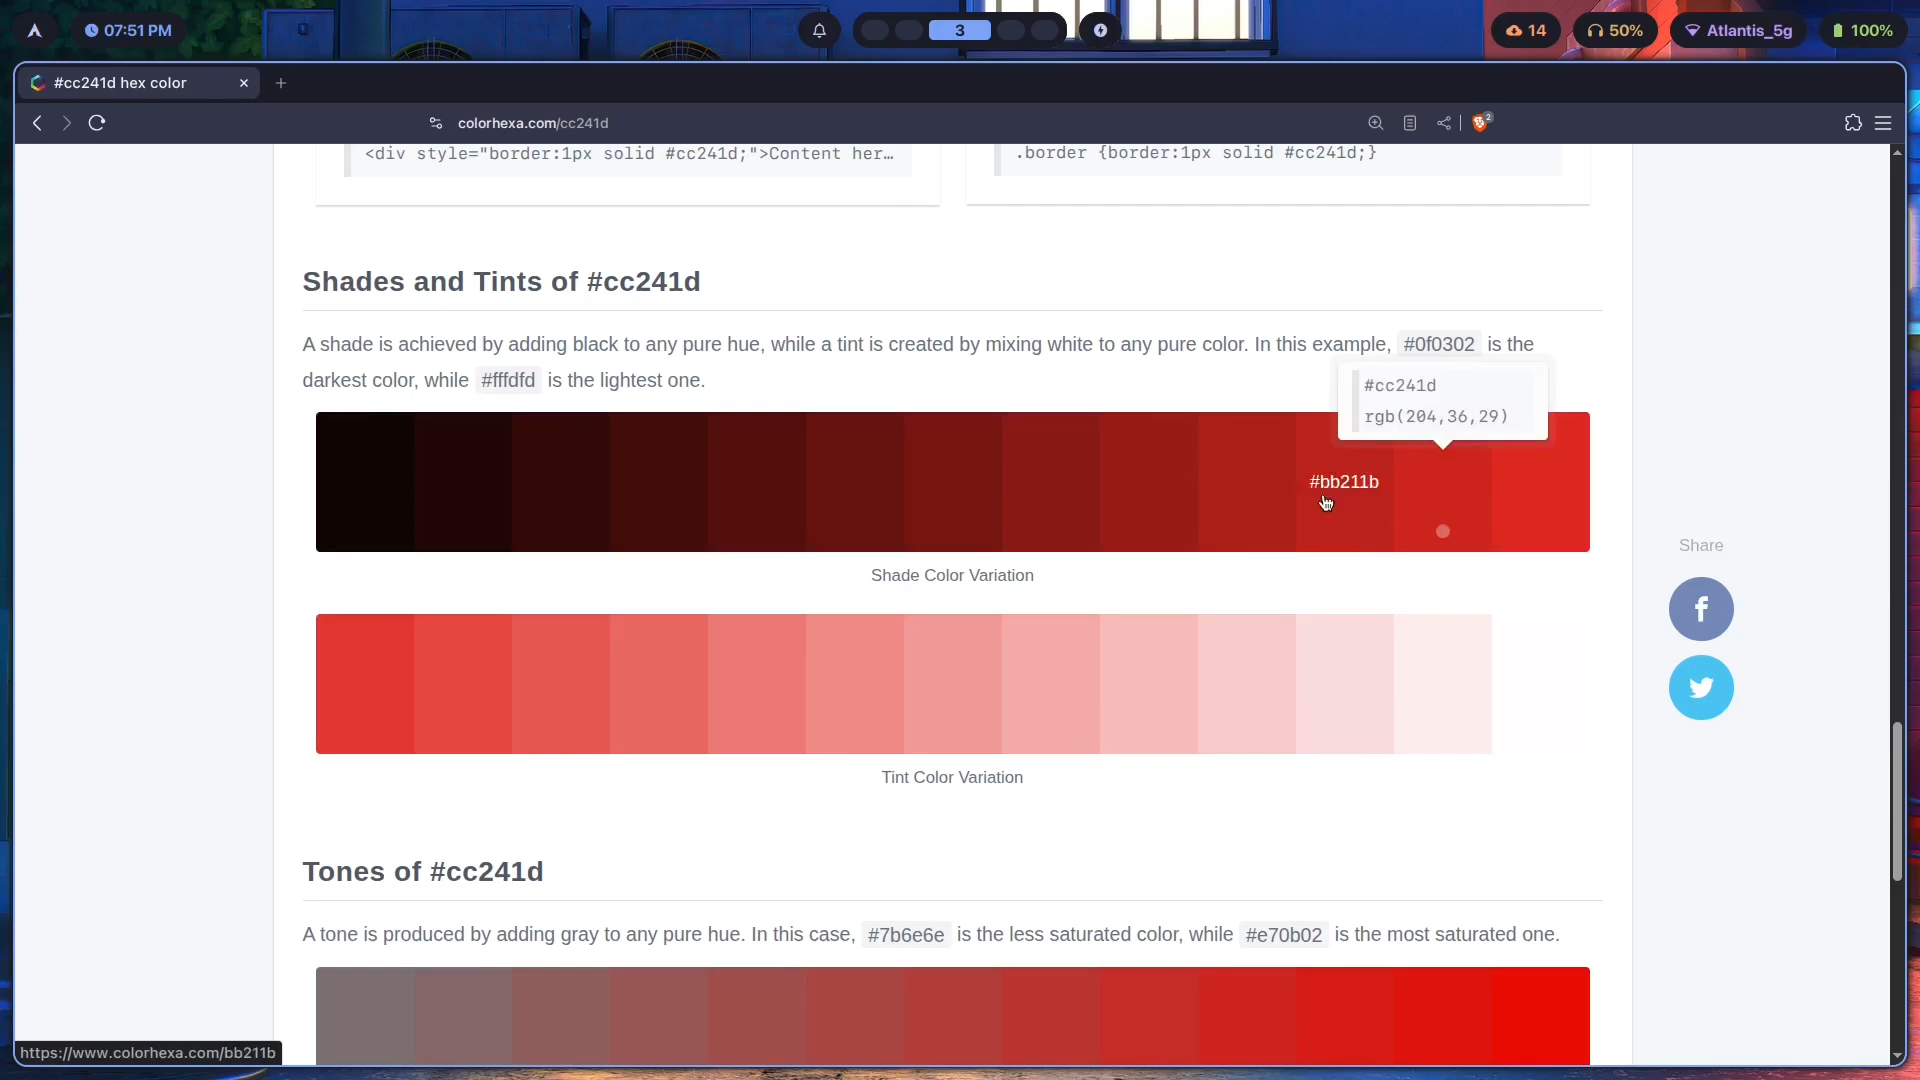 07:51 PM
3
14
50%
Atlantis_5g
100%
#cc241d hex color
colorhexa.com/cc241d
2
<div style="border:1px solid #cc241d;">Content her…
.border {border:1px solid #cc241d;}
Shades and Tints of #cc241d
A shade is achieved by adding black to any pure hue, while a tint is created by mixing white to any pure color. In this example, #0f0302 is the
darkest color, while #fffdfd is the lightest one.
#cc241d
rgb(204,36,29)
#bb211b
Shade Color Variation
Share
Tint Color Variation
Tones of #cc241d
A tone is produced by adding gray to any pure hue. In this case, #7b6e6e is the less saturated color, while #e70b02 is the most saturated one.
https://www.colorhexa.com/bb211b